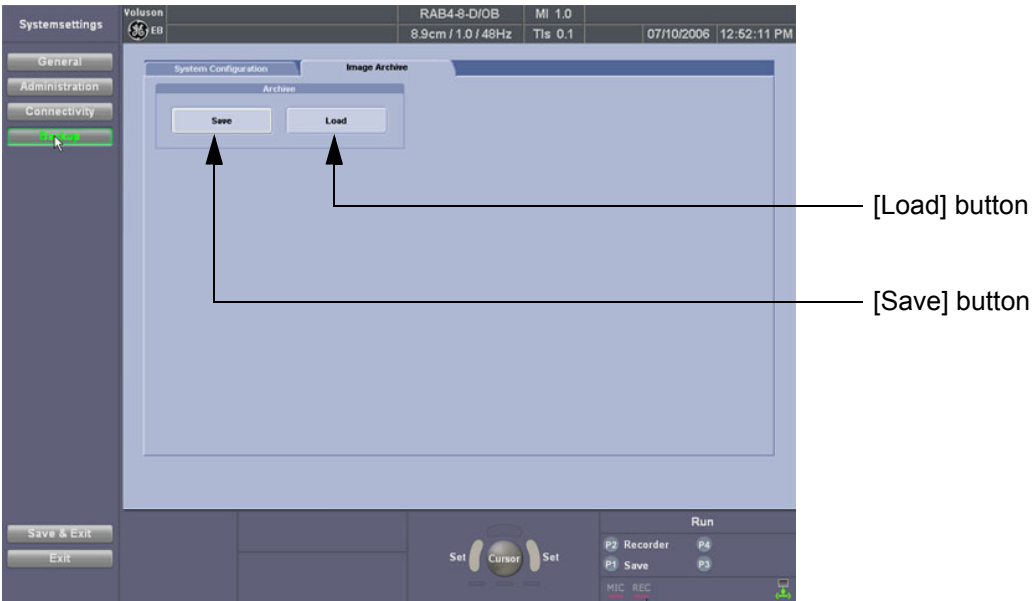 Systemsettings
Voluson
EB
RAB4-8-D/OB MI 1.0
8.9cm / 1.0 / 48Hz TIs 0.1 07/10/2006 12:52:11 PM
General
Administration
Connectivity
Backup
System Configuration Image Archive
Archive
Save Load
[Load] button
[Save] button
Save & Exit
Exit
Run
P2 Recorder P4
P1 Save P3
Set Cursor Set
MIC REC